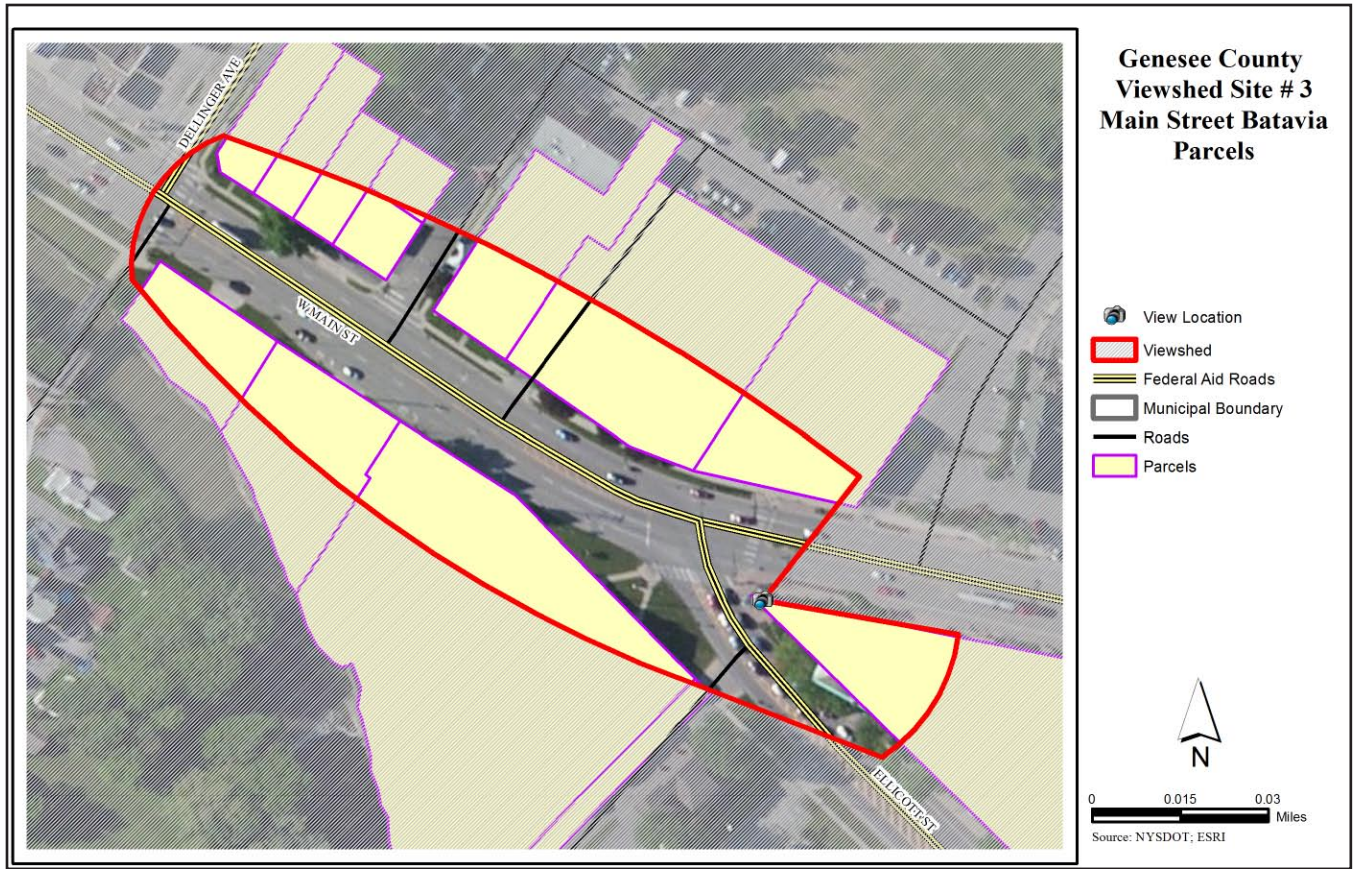 Genesee County
Viewshed Site # 3
Main Street Batavia
Parcels
DELLINGER AVE
W MAIN ST
ELLICOTT ST
View Location
Viewshed
Federal Aid Roads
Municipal Boundary
Roads
Parcels
N
0 0.015 0.03
Miles
Source: NYSDOT; ESRI